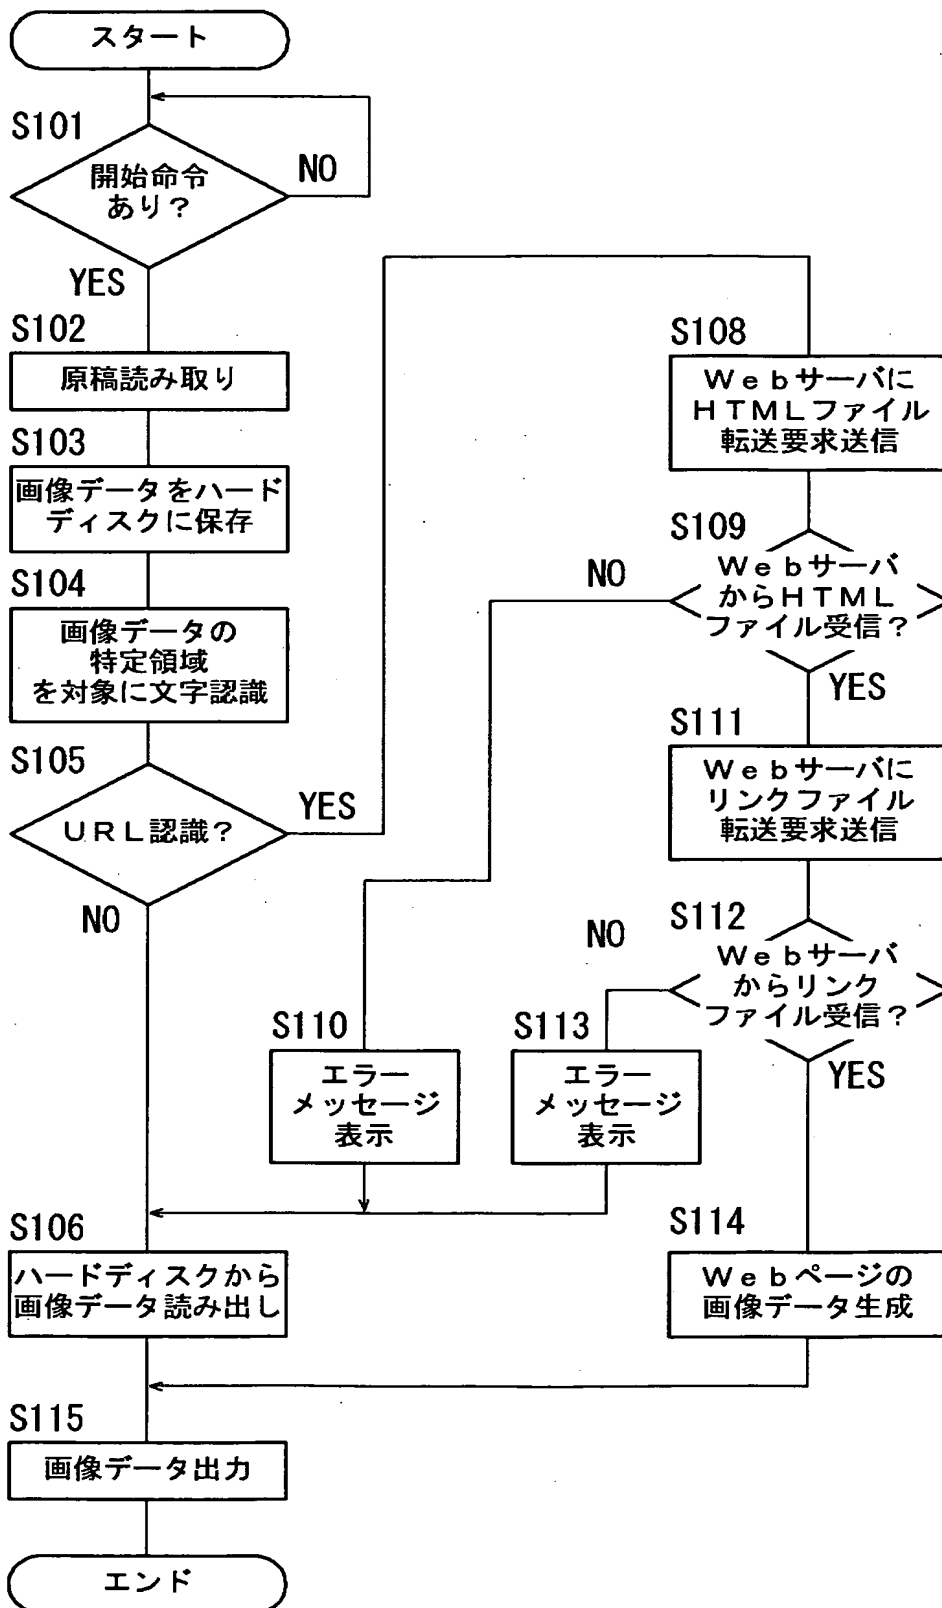 スタート
S101
開始命令
あり？
NO
YES
S102
原稿読み取り
S103
画像データをハード
ディスクに保存
S104
画像データの
特定領域
を対象に文字認識
S105
URL認識？
YES
NO
S108
Webサーバに
HTMLファイル
転送要求送信
S109
Webサーバ
からHTML
ファイル受信？
NO
YES
S111
Webサーバに
リンクファイル
転送要求送信
S112
Webサーバ
からリンク
ファイル受信？
NO
YES
S110
エラー
メッセージ
表示
S113
エラー
メッセージ
表示
S106
ハードディスクから
画像データ読み出し
S114
Webページの
画像データ生成
S115
画像データ出力
エンド